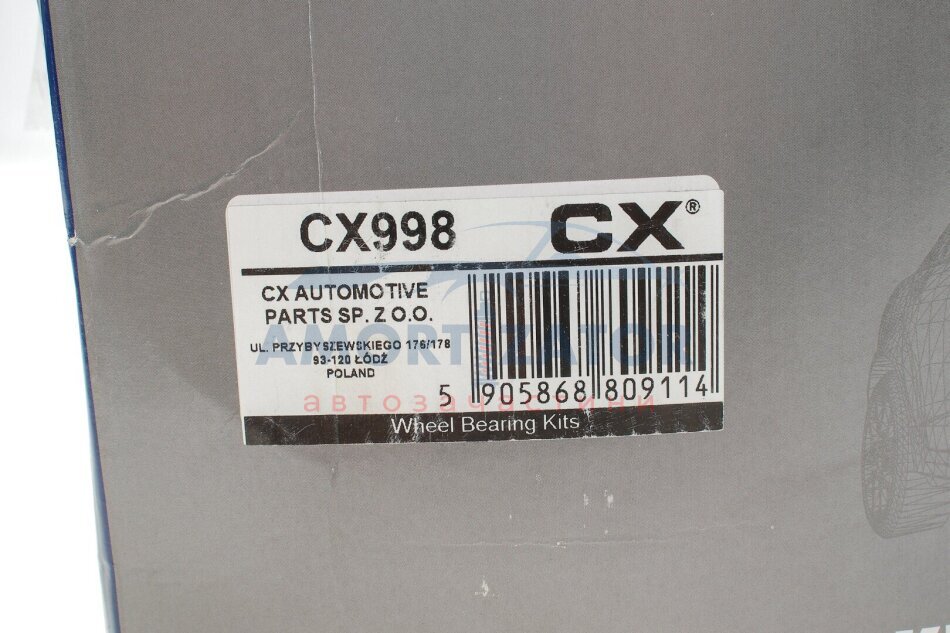 CX998
CX®
CX AUTOMOTIVE
PARTS SP. Z O.O.
UL. PRZYBYSZEWSKIEGO 176/178
93-120 ŁÓDŹ
POLAND
5 905868 809114
AMORTIZATOR
автозапчастини
Wheel Bearing Kits